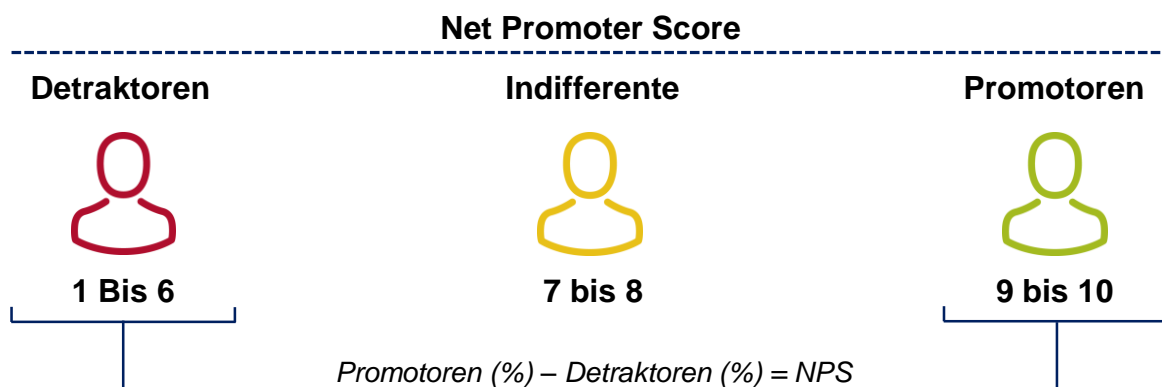 Net Promoter Score
Detraktoren Indifferente Promotoren
1 Bis 6 7 bis 8 9 bis 10
Promotoren (%) – Detraktoren (%) = NPS